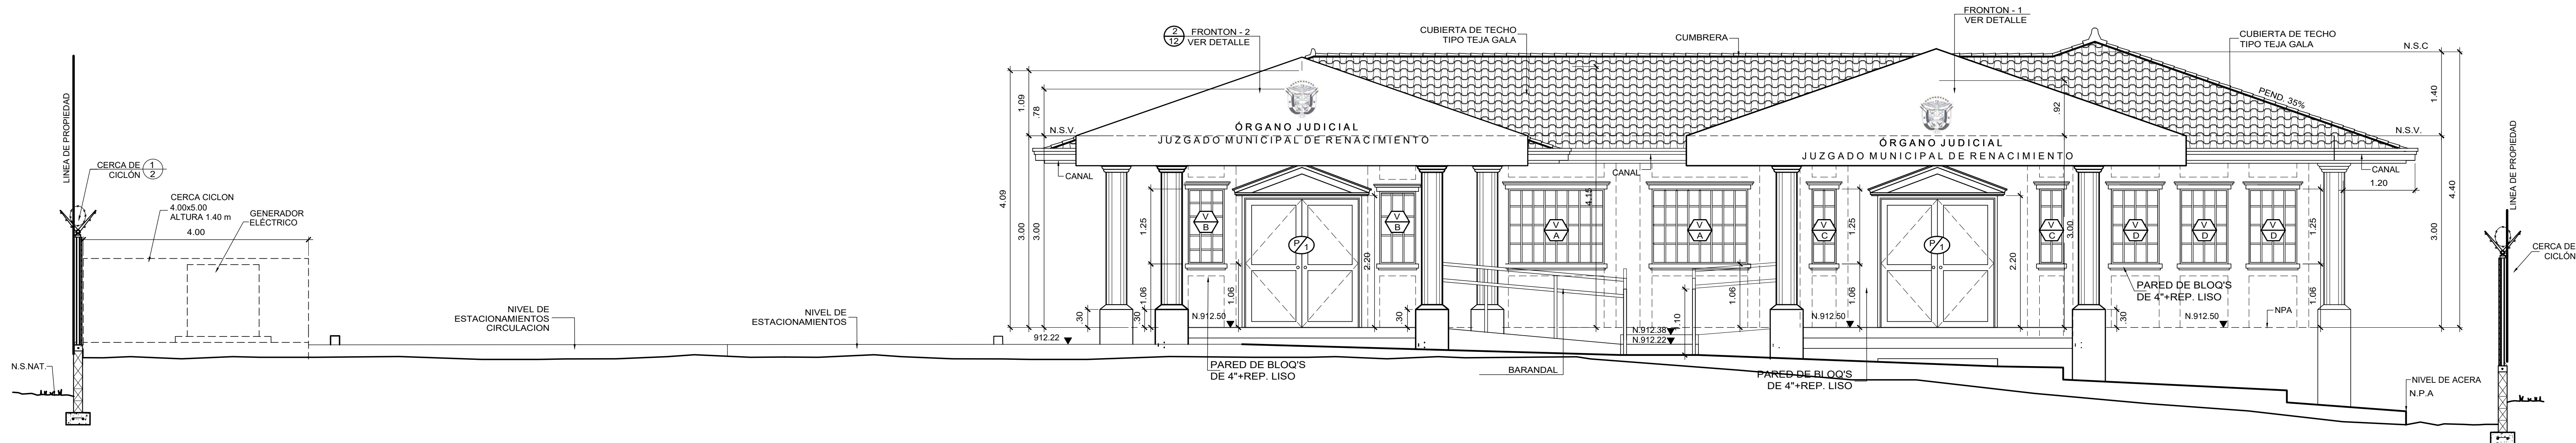 LINEA DE PROPIEDAD
CERCA DE
CICLÓN
1
2
CERCA CICLON
4.00x5.00
ALTURA 1.40 m
GENERADOR
ELÉCTRICO
4.00
N.S.NAT.
NIVEL DE
ESTACIONAMIENTOS
CIRCULACION
NIVEL DE
ESTACIONAMIENTOS
912.22
2
12
FRONTON - 2
VER DETALLE
4.09
1.09
.78
3.00
3.00
N.S.V.
CANAL
ÓRGANO JUDICIAL
JUZGADO MUNICIPAL DE RENACIMIENTO
1.25
1.06
.30
.30
V
B
P
1
V
B
2.20
1.06
.30
N.912.50
PARED DE BLOQ'S
DE 4"+REP. LISO
CUBIERTA DE TECHO
TIPO TEJA GALA
CUMBRERA
4.15
CANAL
V
A
V
A
1.06
1.10
N.912.38
N.912.22
BARANDAL
FRONTON - 1
VER DETALLE
.92
ÓRGANO JUDICIAL
JUZGADO MUNICIPAL DE RENACIMIENTO
V
C
1.25
1.06
P
1
2.20
V
C
3.00
N.912.50
PARED DE BLOQ'S
DE 4"+REP. LISO
V
D
V
D
V
D
1.25
1.06
.30
PARED DE BLOQ'S
DE 4"+REP. LISO
N.912.50
NPA
CUBIERTA DE TECHO
TIPO TEJA GALA
PEND. 35%
N.S.C
N.S.V.
CANAL
1.20
1.40
3.00
4.40
NIVEL DE ACERA
N.P.A
LINEA DE PROPIEDAD
CERCA DE
CICLÓN